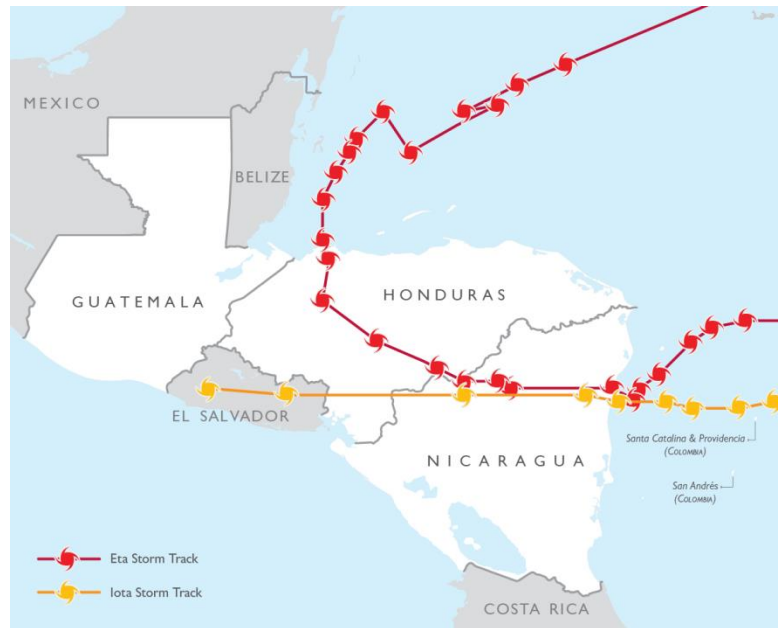 MEXICO
BELIZE
GUATEMALA
HONDURAS
EL SALVADOR
NICARAGUA
Santa Catalina & Providencia
(COLOMBIA)
San Andrés
(COLOMBIA)
Eta Storm Track
Iota Storm Track
COSTA RICA